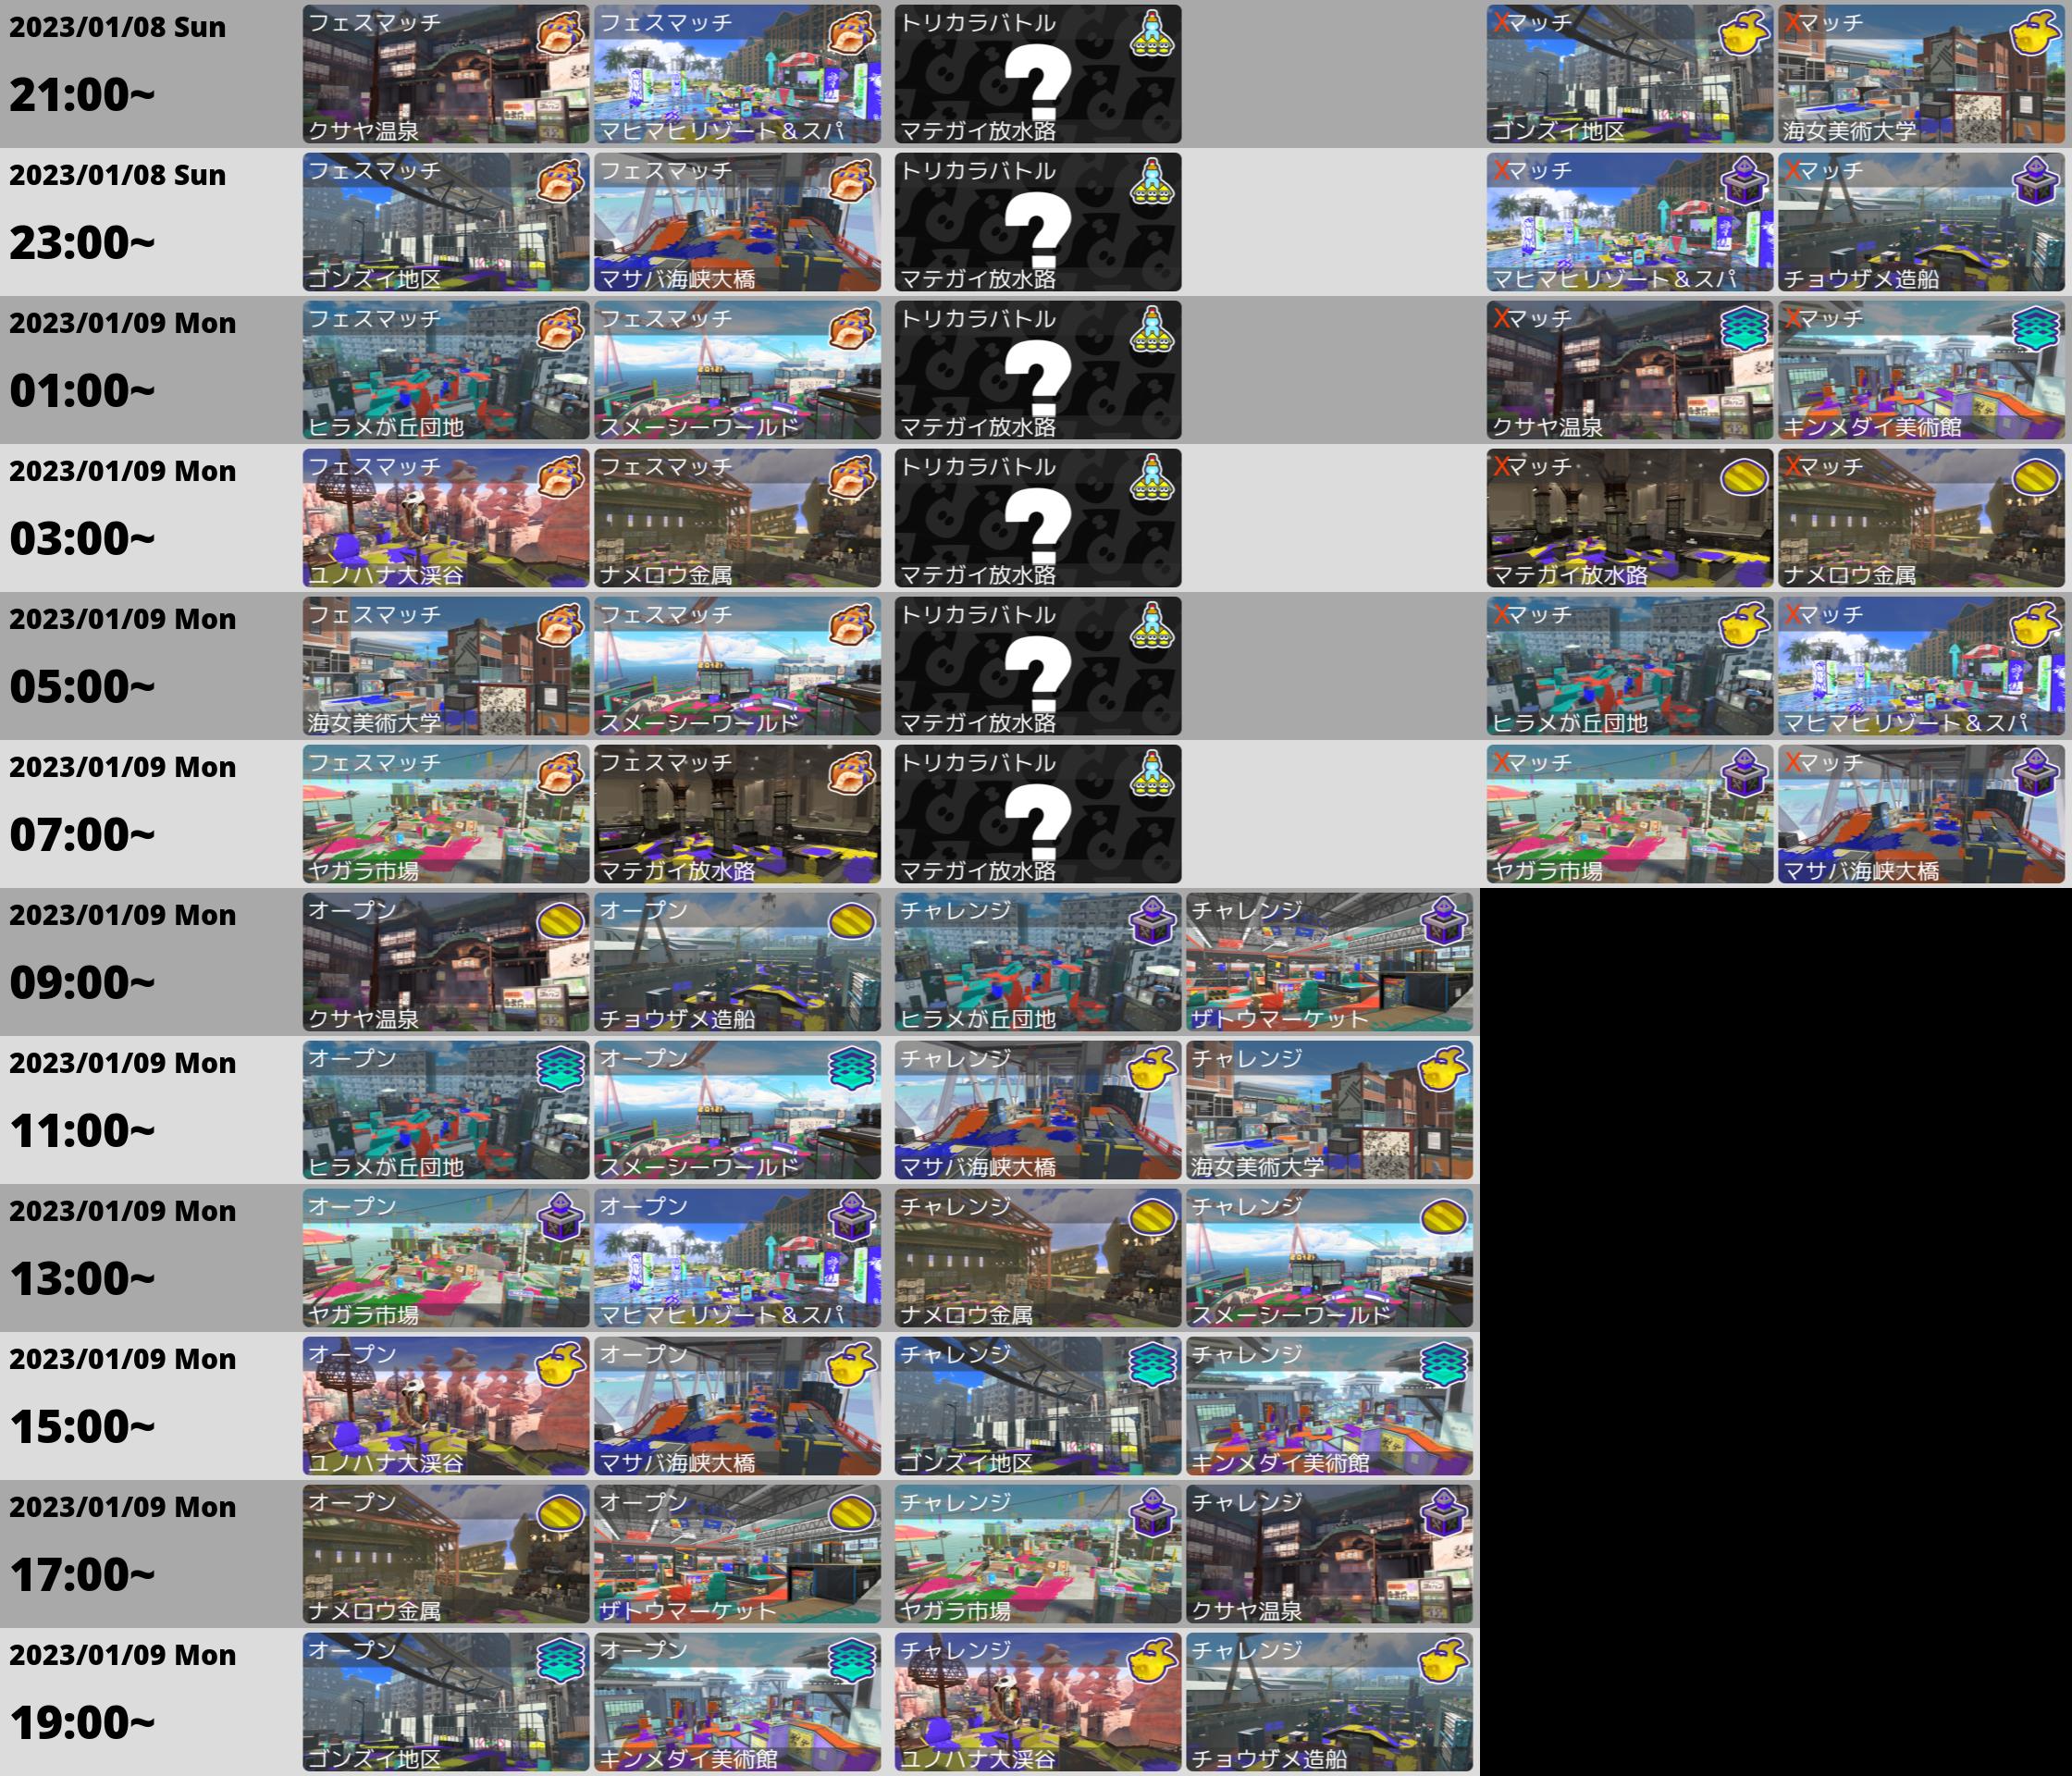 2023/01/08 Sun
21:00~
フェスマッチ
クサヤ温泉
フェスマッチ
マヒマヒリゾート＆スパ
トリカラバトル
?
マテガイ放水路
Xマッチ
ゴンズイ地区
Xマッチ
海女美術大学
2023/01/08 Sun
23:00~
フェスマッチ
ゴンズイ地区
フェスマッチ
マサバ海峡大橋
トリカラバトル
?
マテガイ放水路
Xマッチ
マヒマヒリゾート＆スパ
Xマッチ
チョウザメ造船
2023/01/09 Mon
01:00~
フェスマッチ
ヒラメが丘団地
フェスマッチ
スメーシーワールド
トリカラバトル
?
マテガイ放水路
Xマッチ
クサヤ温泉
Xマッチ
キンメダイ美術館
2023/01/09 Mon
03:00~
フェスマッチ
ユノハナ大渓谷
フェスマッチ
ナメロウ金属
トリカラバトル
?
マテガイ放水路
Xマッチ
マテガイ放水路
Xマッチ
ナメロウ金属
2023/01/09 Mon
05:00~
フェスマッチ
海女美術大学
フェスマッチ
スメーシーワールド
トリカラバトル
?
マテガイ放水路
Xマッチ
ヒラメが丘団地
Xマッチ
マヒマヒリゾート＆スパ
2023/01/09 Mon
07:00~
フェスマッチ
ヤガラ市場
フェスマッチ
マテガイ放水路
トリカラバトル
?
マテガイ放水路
Xマッチ
ヤガラ市場
Xマッチ
マサバ海峡大橋
2023/01/09 Mon
09:00~
オープン
クサヤ温泉
オープン
チョウザメ造船
チャレンジ
ヒラメが丘団地
チャレンジ
ザトウマーケット
2023/01/09 Mon
11:00~
オープン
ヒラメが丘団地
オープン
スメーシーワールド
チャレンジ
マサバ海峡大橋
チャレンジ
海女美術大学
2023/01/09 Mon
13:00~
オープン
ヤガラ市場
オープン
マヒマヒリゾート＆スパ
チャレンジ
ナメロウ金属
チャレンジ
スメーシーワールド
2023/01/09 Mon
15:00~
オープン
ユノハナ大渓谷
オープン
マサバ海峡大橋
チャレンジ
ゴンズイ地区
チャレンジ
キンメダイ美術館
2023/01/09 Mon
17:00~
オープン
ナメロウ金属
オープン
ザトウマーケット
チャレンジ
ヤガラ市場
チャレンジ
クサヤ温泉
2023/01/09 Mon
19:00~
オープン
ゴンズイ地区
オープン
キンメダイ美術館
チャレンジ
ユノハナ大渓谷
チャレンジ
チョウザメ造船